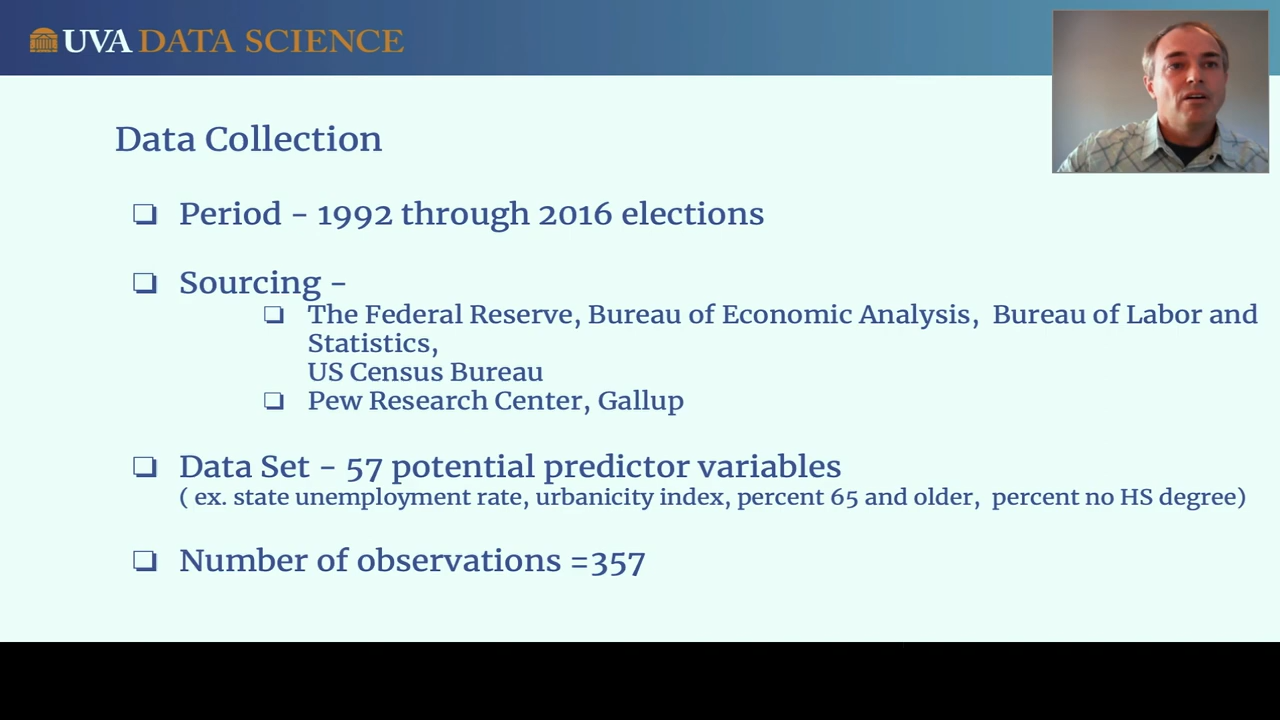 UVA DATA SCIENCE
Data Collection
❏ Period - 1992 through 2016 elections
❏ Sourcing -
❏ The Federal Reserve, Bureau of Economic Analysis,  Bureau of Labor and
Statistics,
US Census Bureau
❏ Pew Research Center, Gallup
❏ Data Set - 57 potential predictor variables
( ex. state unemployment rate, urbanicity index, percent 65 and older,  percent no HS degree)
❏ Number of observations =357